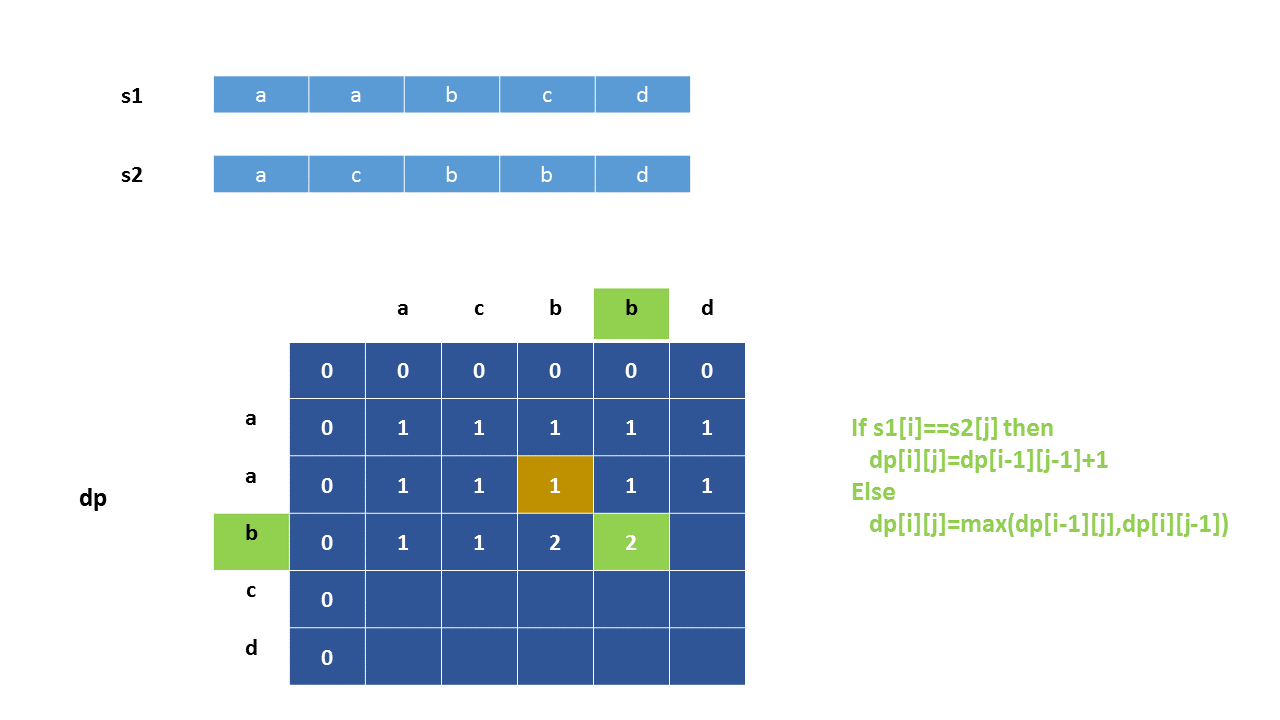 s1 a a b c d
s2 a c b b d
a c b b d
0 0 0 0 0 0
a 0 1 1 1 1 1
a 0 1 1 1 1 1
dp
b 0 1 1 2 2
c 0
d 0
If s1[i]==s2[j] then
dp[i][j]=dp[i-1][j-1]+1
Else
dp[i][j]=max(dp[i-1][j],dp[i][j-1])